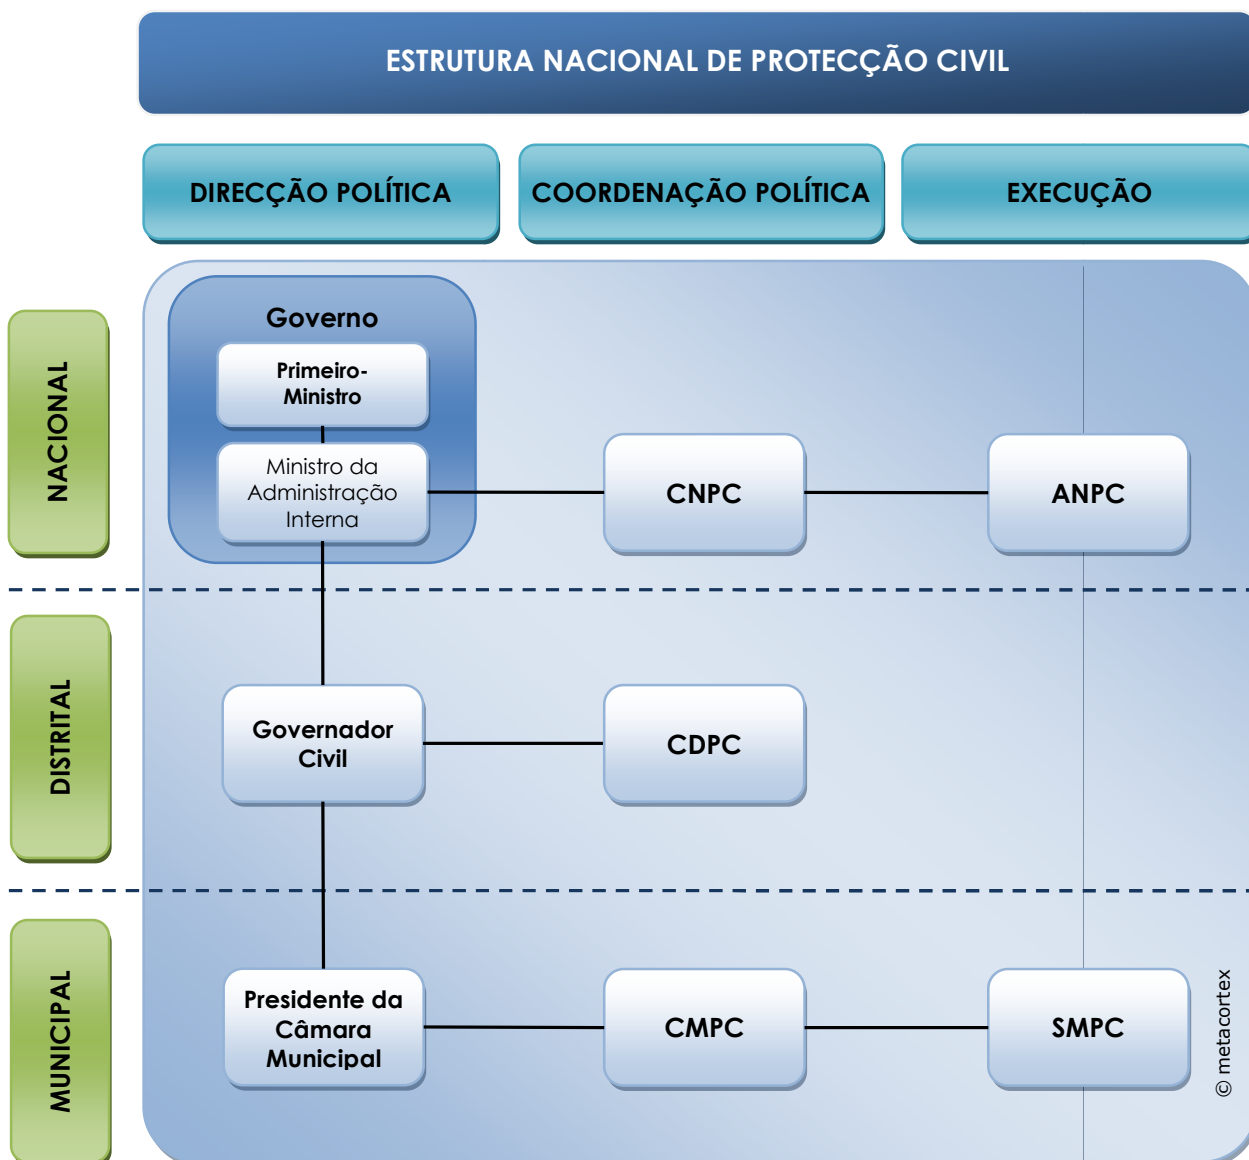 ESTRUTURA NACIONAL DE PROTECÇÃO CIVIL
DIRECÇÃO POLÍTICA
COORDENAÇÃO POLÍTICA
EXECUÇÃO
NACIONAL
Governo
Primeiro-
Ministro
Ministro da
Administração
Interna
CNPC
ANPC
DISTRITAL
Governador
Civil
CDPC
MUNICIPAL
Presidente da
Câmara
Municipal
CMPC
SMPC
© metacortex